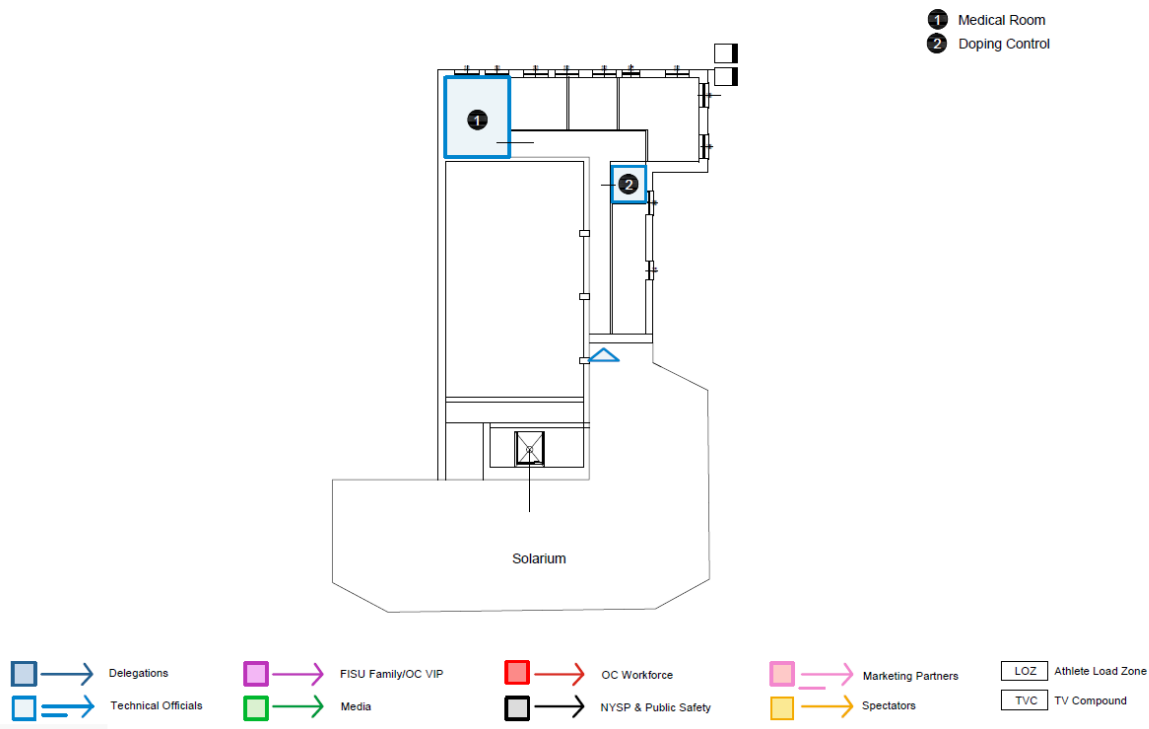 1 Medical Room
2 Doping Control
1
2
Solarium
Delegations
FISU Family/OC VIP
OC Workforce
Marketing Partners
LOZ Athlete Load Zone
Technical Officials
Media
NYSP & Public Safety
Spectators
TVC TV Compound